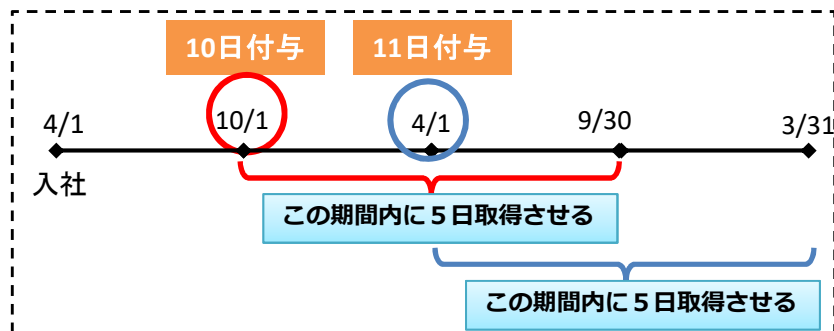 10日付与
11日付与
4/1
10/1
4/1
9/30
3/31
入社
この期間内に５日取得させる
この期間内に５日取得させる